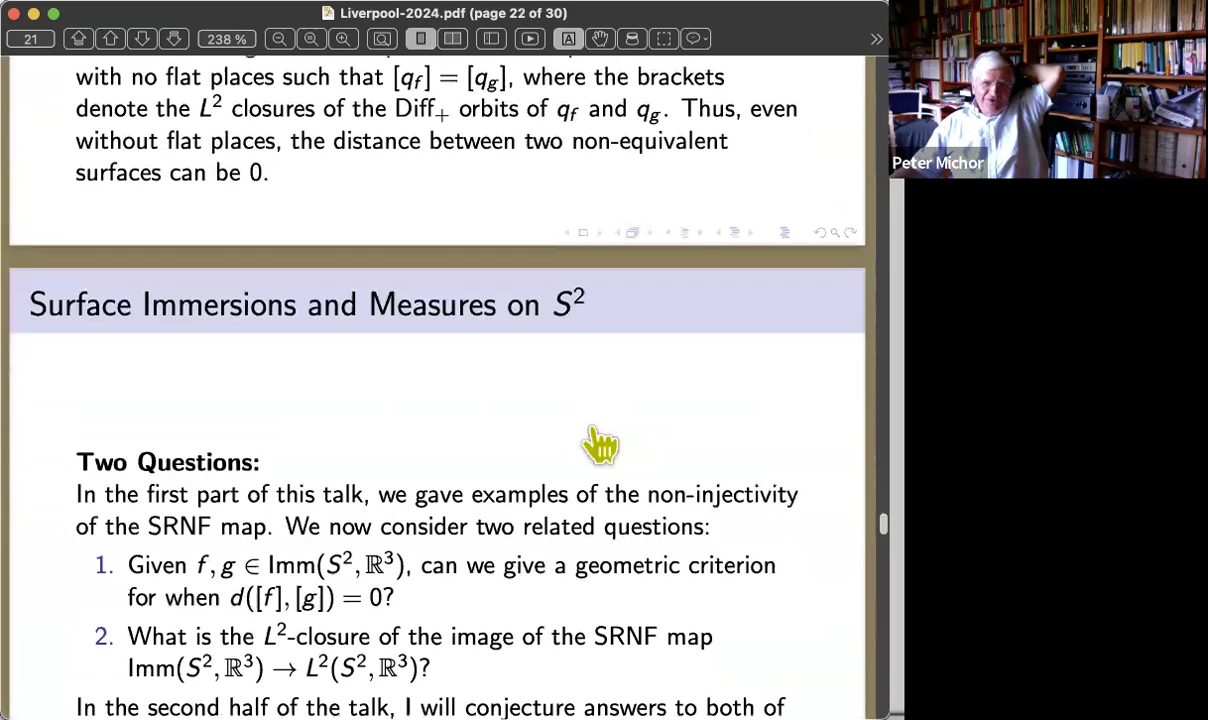 Liverpool-2024.pdf (page 22 of 30)
21
238 %
with no flat places such that [q_f] = [q_g], where the brackets
denote the L² closures of the Diff₊ orbits of q_f and q_g. Thus, even
without flat places, the distance between two non-equivalent
surfaces can be 0.
Peter Michor
Surface Immersions and Measures on S²
Two Questions:
In the first part of this talk, we gave examples of the non-injectivity
of the SRNF map. We now consider two related questions:
1. Given f, g ∈ Imm(S², ℝ³), can we give a geometric criterion
for when d([f], [g]) = 0?
2. What is the L²-closure of the image of the SRNF map
Imm(S², ℝ³) → L²(S², ℝ³)?
In the second half of the talk, I will conjecture answers to both of